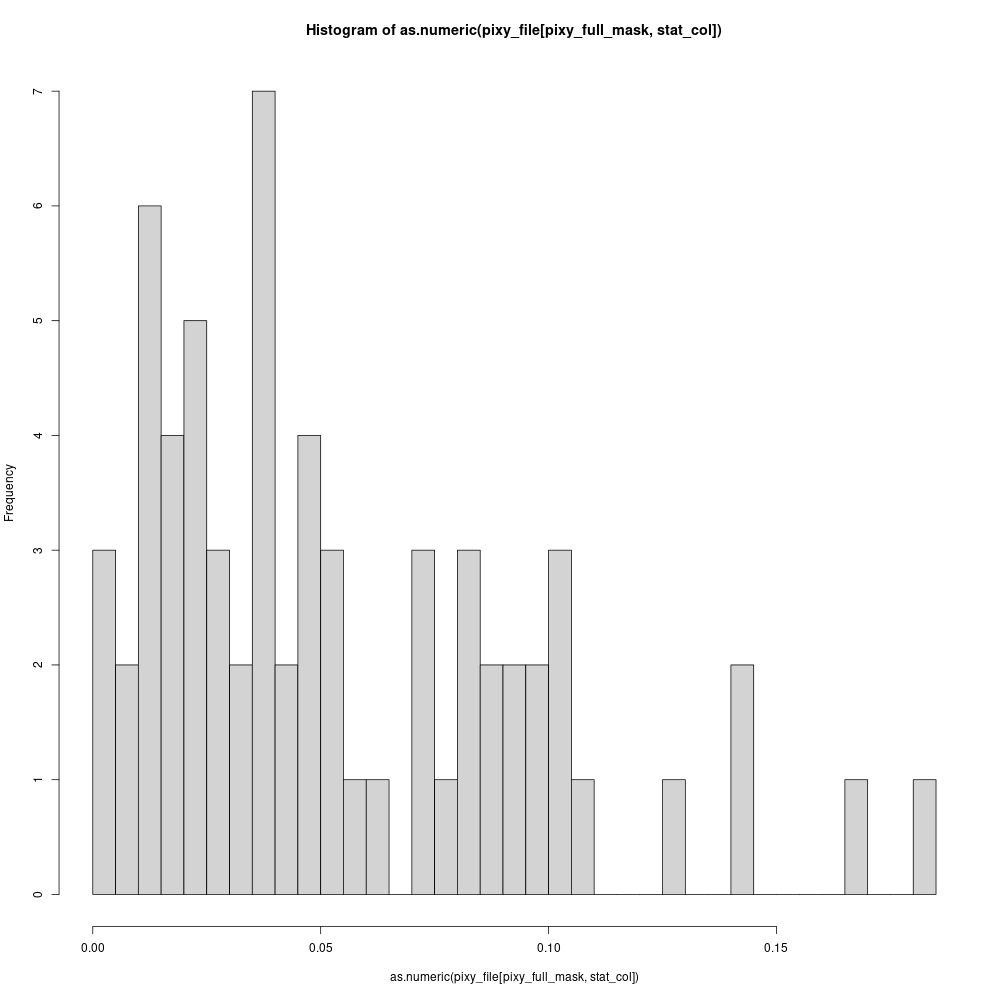 Histogram of as.numeric(pixy_file[pixy_full_mask, stat_col])
Frequency
7
6
5
4
3
2
1
0
0.00 0.05 0.10 0.15
as.numeric(pixy_file[pixy_full_mask, stat_col])